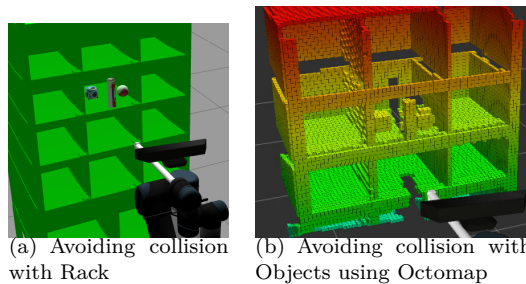 (a) Avoiding collision
with Rack
(b) Avoiding collision with
Objects using Octomap